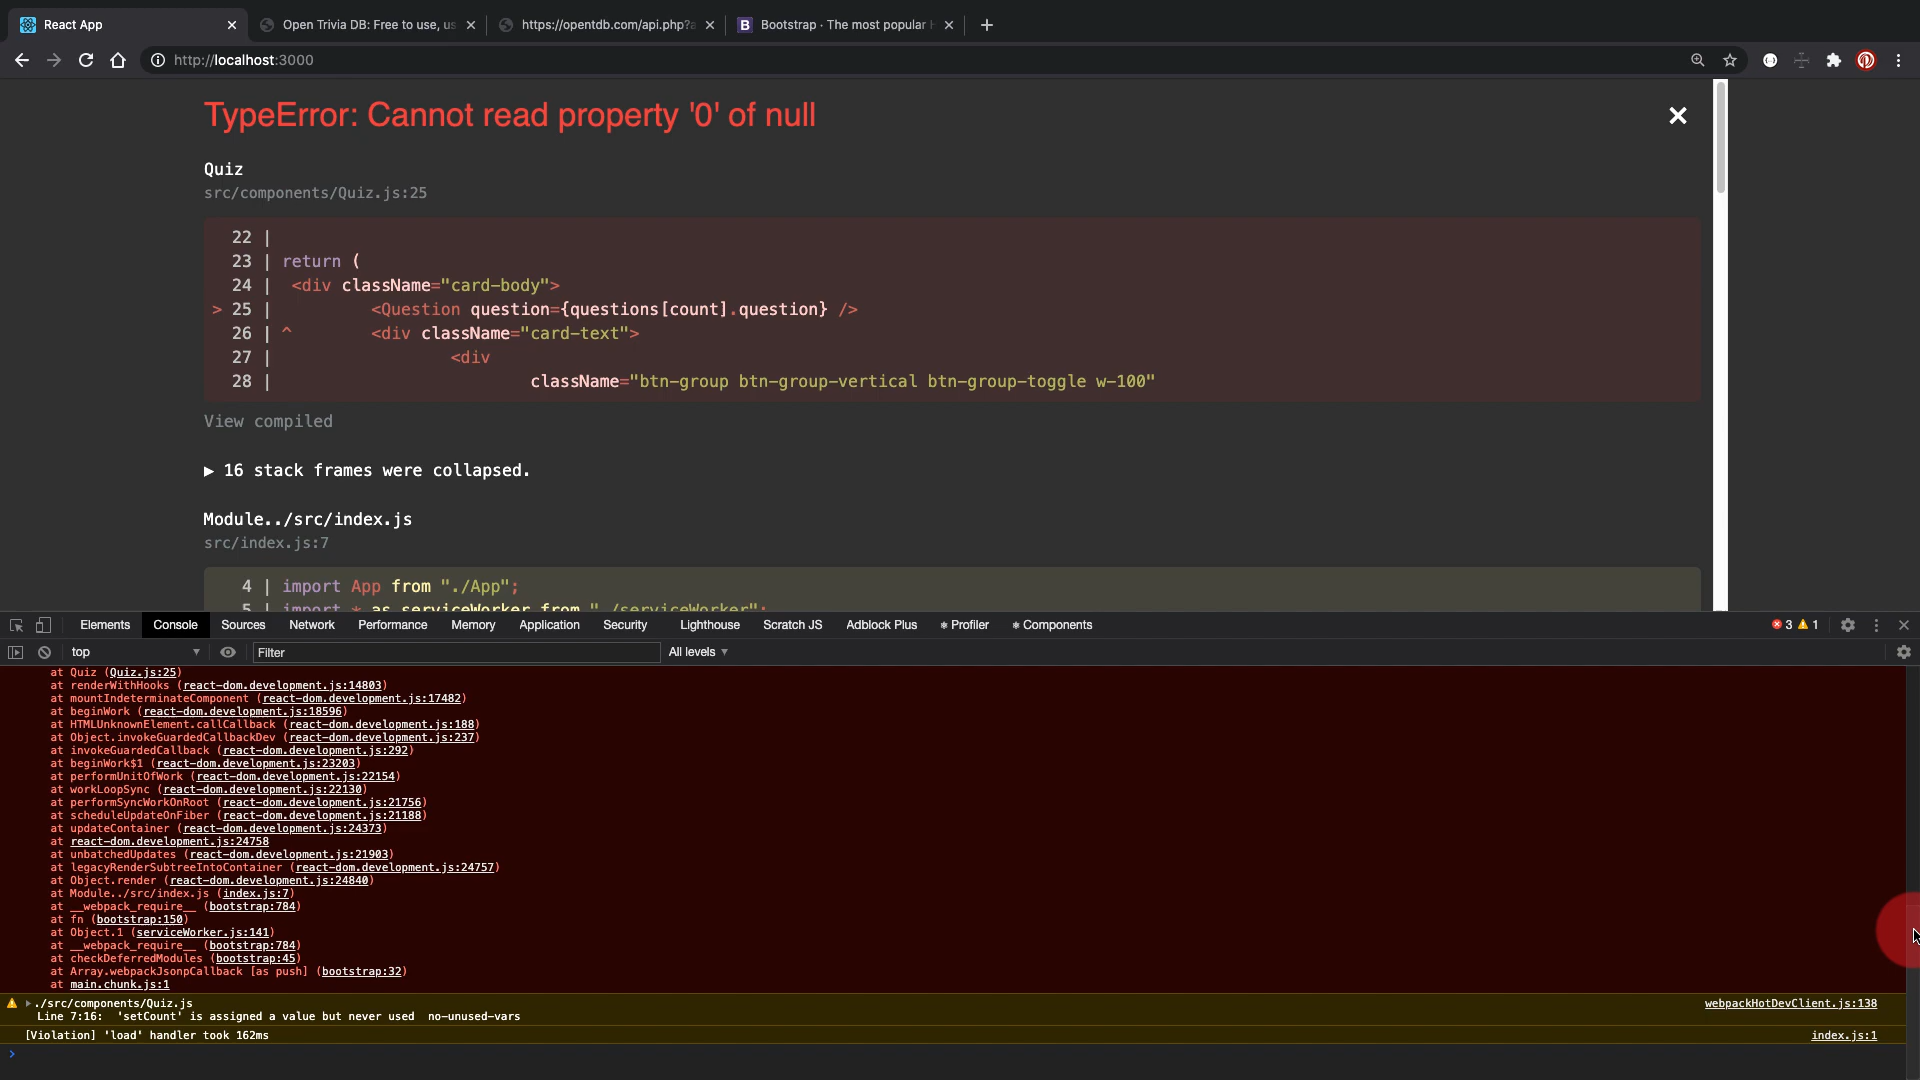 React App
Open Trivia DB: Free to use, us
https://opentdb.com/api.php?a
B Bootstrap · The most popular H
http://localhost:3000
TypeError: Cannot read property '0' of null
Quiz
src/components/Quiz.js:25
22 |
23 | return (
24 | <div className="card-body">
> 25 | <Question question={questions[count].question} />
26 | ^ <div className="card-text">
27 | <div
28 | className="btn-group btn-group-vertical btn-group-toggle w-100"
View compiled
▶ 16 stack frames were collapsed.
Module../src/index.js
src/index.js:7
4 | import App from "./App";
5 | import * as serviceWorker from "./serviceWorker";
Elements Console Sources Network Performance Memory Application Security Lighthouse Scratch JS Adblock Plus Profiler Components 3 1
top Filter All levels ▼
at Quiz (Quiz.js:25)
at renderWithHooks (react-dom.development.js:14803)
at mountIndeterminateComponent (react-dom.development.js:17482)
at beginWork (react-dom.development.js:18596)
at HTMLUnknownElement.callCallback (react-dom.development.js:188)
at Object.invokeGuardedCallbackDev (react-dom.development.js:237)
at invokeGuardedCallback (react-dom.development.js:292)
at beginWork$1 (react-dom.development.js:23203)
at performUnitOfWork (react-dom.development.js:22154)
at workLoopSync (react-dom.development.js:22130)
at performSyncWorkOnRoot (react-dom.development.js:21756)
at scheduleUpdateOnFiber (react-dom.development.js:21188)
at updateContainer (react-dom.development.js:24373)
at react-dom.development.js:24758
at unbatchedUpdates (react-dom.development.js:21903)
at legacyRenderSubtreeIntoContainer (react-dom.development.js:24757)
at Object.render (react-dom.development.js:24840)
at Module../src/index.js (index.js:7)
at __webpack_require__ (bootstrap:784)
at fn (bootstrap:150)
at Object.1 (serviceWorker.js:141)
at __webpack_require__ (bootstrap:784)
at checkDeferredModules (bootstrap:45)
at Array.webpackJsonpCallback [as push] (bootstrap:32)
at main.chunk.js:1
▶ ./src/components/Quiz.js webpackHotDevClient.js:138
Line 7:16: 'setCount' is assigned a value but never used no-unused-vars
[Violation] 'load' handler took 162ms index.js:1
>